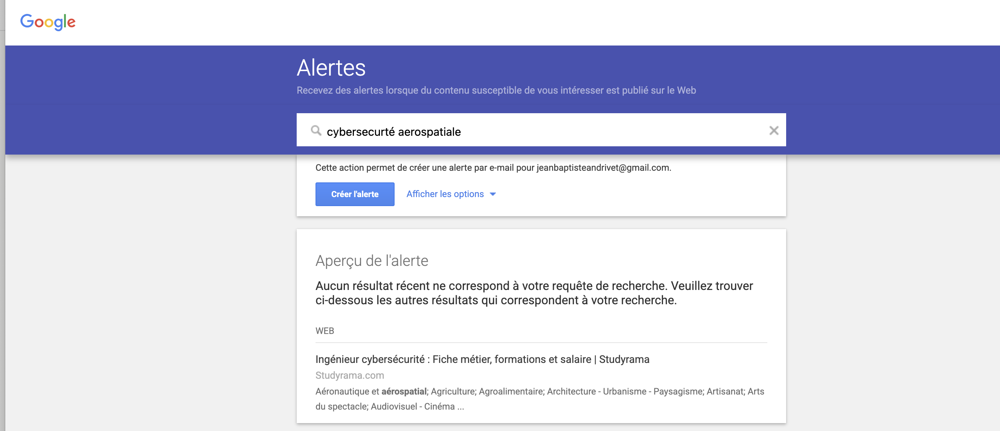 Google
Alertes
Recevez des alertes lorsque du contenu susceptible de vous intéresser est publié sur le Web
cybersecurté aerospatiale
Cette action permet de créer une alerte par e-mail pour jeanbaptisteandrivet@gmail.com.
Créer l'alerte
Afficher les options
Aperçu de l'alerte
Aucun résultat récent ne correspond à votre requête de recherche. Veuillez trouver
ci-dessous les autres résultats qui correspondent à votre recherche.
WEB
Ingénieur cybersécurité : Fiche métier, formations et salaire | Studyrama
Studyrama.com
Aéronautique et aérospatial; Agriculture; Agroalimentaire; Architecture - Urbanisme - Paysagisme; Artisanat; Arts
du spectacle; Audiovisuel - Cinéma ...